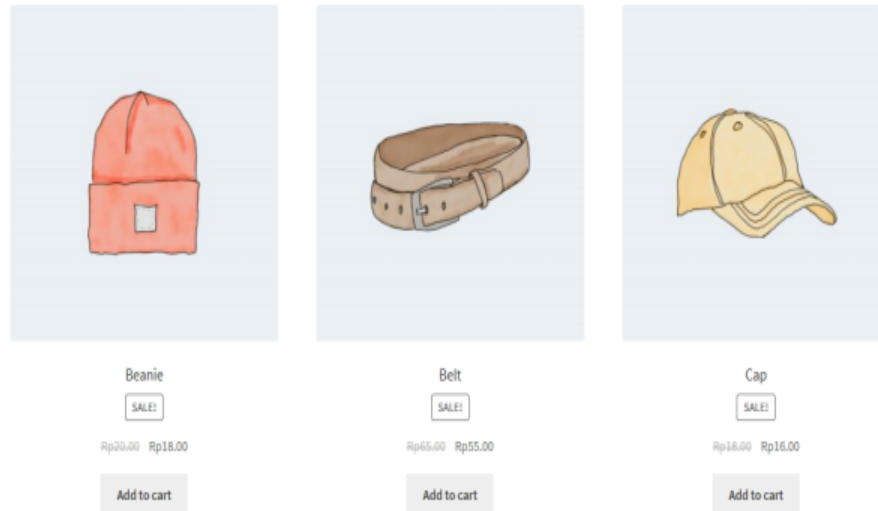 Beanie
SALE!
Rp20.00 Rp18.00
Add to cart
Belt
SALE!
Rp65.00 Rp55.00
Add to cart
Cap
SALE!
Rp18.00 Rp16.00
Add to cart